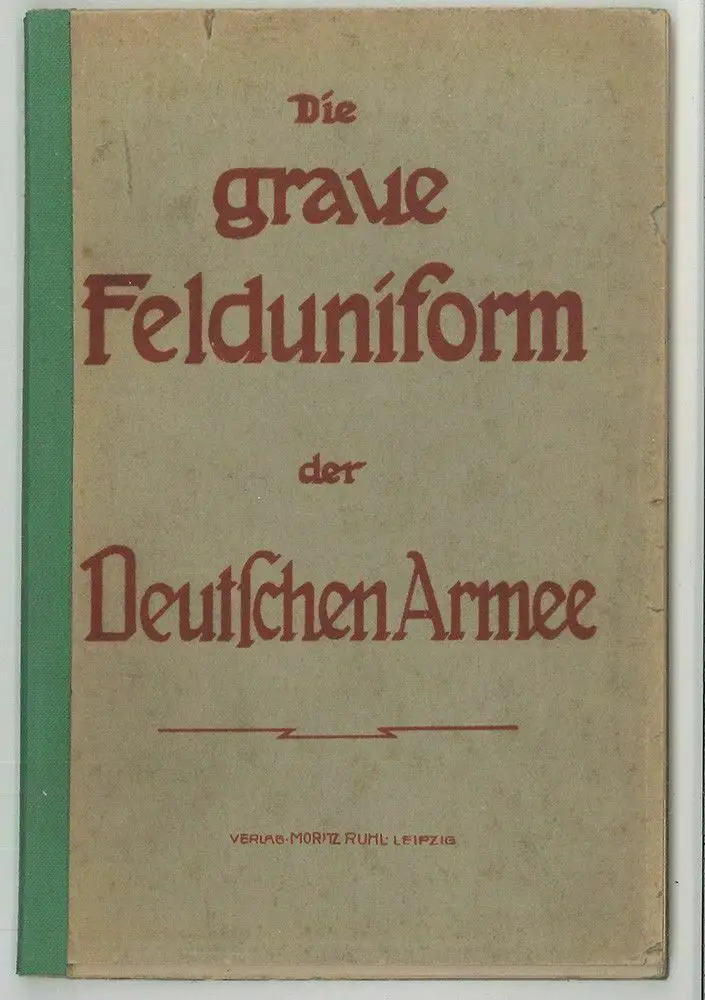 Die
graue
Felduniform
der
Deutſchen Armee
VERLAG·MORITZ RUHL·LEIPZIG